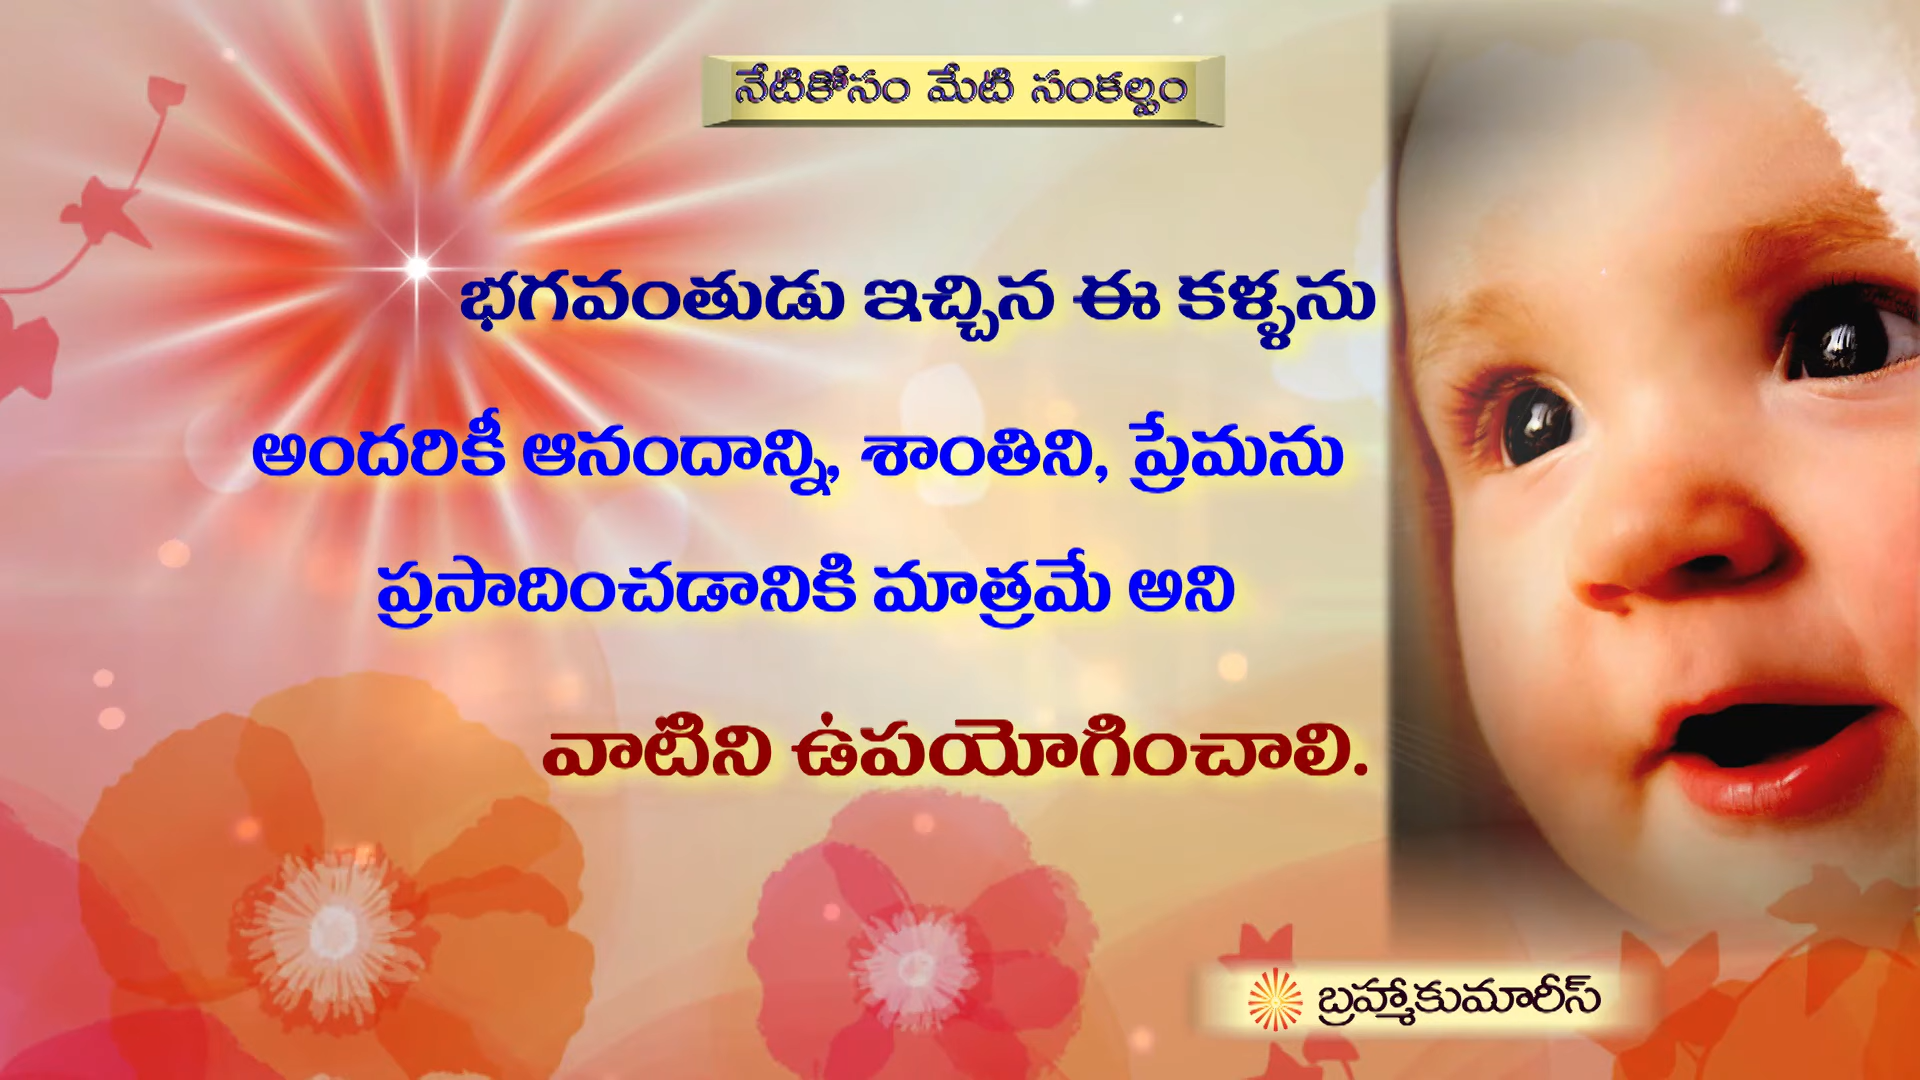 నేటికోసం మేటి సంకల్పం
భగవంతుడు ఇచ్చిన ఈ కళ్ళను
అందరికీ ఆనందాన్ని, శాంతిని, ప్రేమను
ప్రసాదించడానికి మాత్రమే అని
వాటిని ఉపయోగించాలి.
బ్రహ్మాకుమారీస్